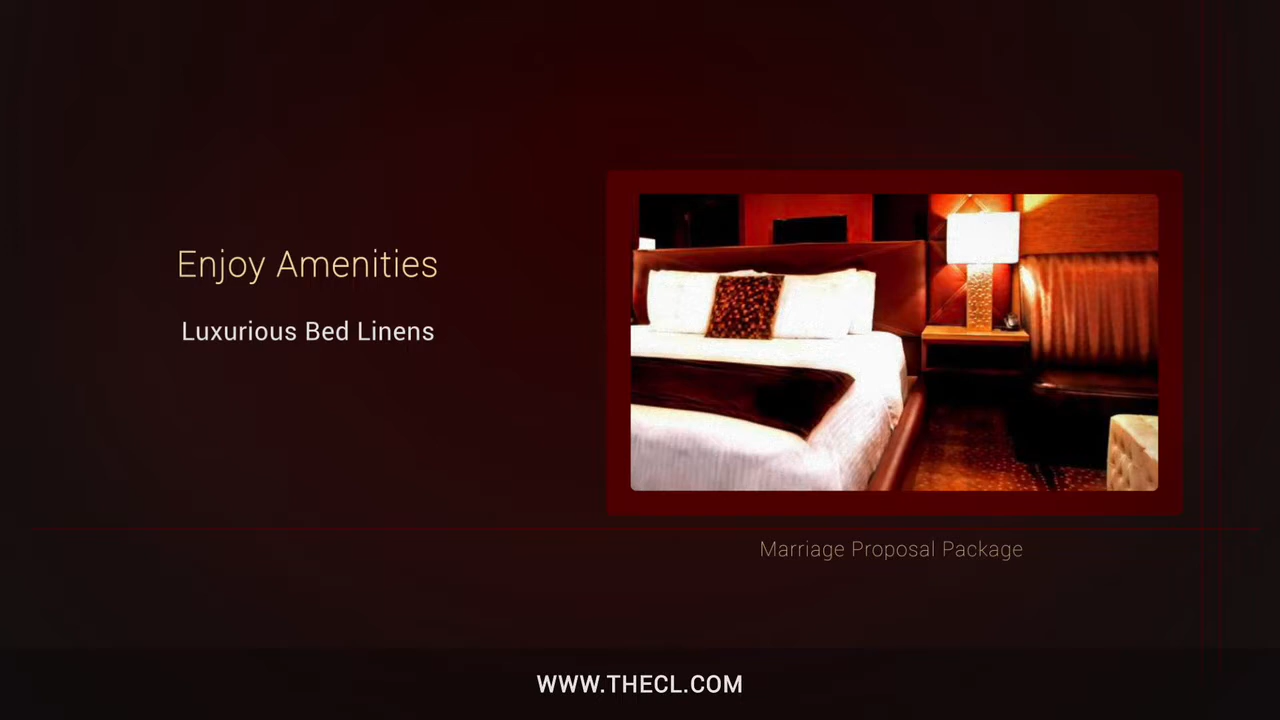 Enjoy Amenities
Luxurious Bed Linens
Marriage Proposal Package
WWW.THECL.COM